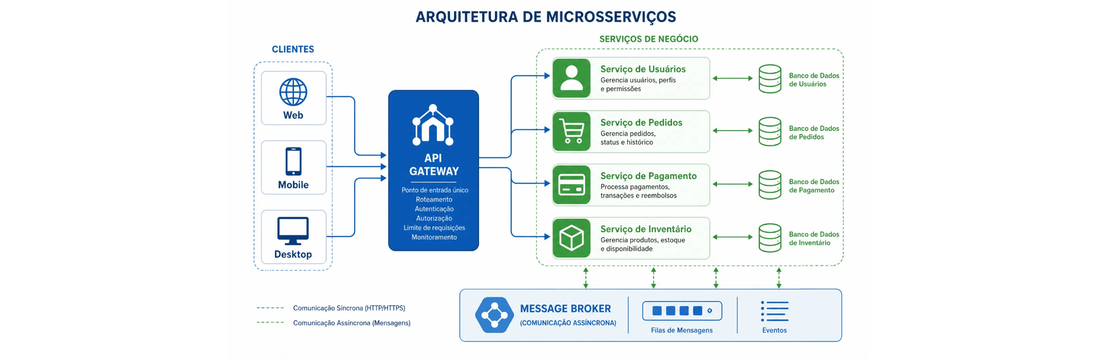 ARQUITETURA DE MICROSSERVIÇOS
CLIENTES
Web
Mobile
Desktop
API
GATEWAY
Ponto de entrada único
Roteamento
Autenticação
Autorização
Limite de requisições
Monitoramento
SERVIÇOS DE NEGÓCIO
Serviço de Usuários
Gerencia usuários, perfis
e permissões
Banco de Dados
de Usuários
Serviço de Pedidos
Gerencia pedidos,
status e histórico
Banco de Dados
de Pedidos
Serviço de Pagamento
Processa pagamentos,
transações e reembolsos
Banco de Dados
de Pagamento
Serviço de Inventário
Gerencia produtos, estoque
e disponibilidade
Banco de Dados
de Inventário
Comunicação Síncrona (HTTP/HTTPS)
Comunicação Assíncrona (Mensagens)
MESSAGE BROKER
(COMUNICAÇÃO ASSÍNCRONA)
Filas de Mensagens
Eventos